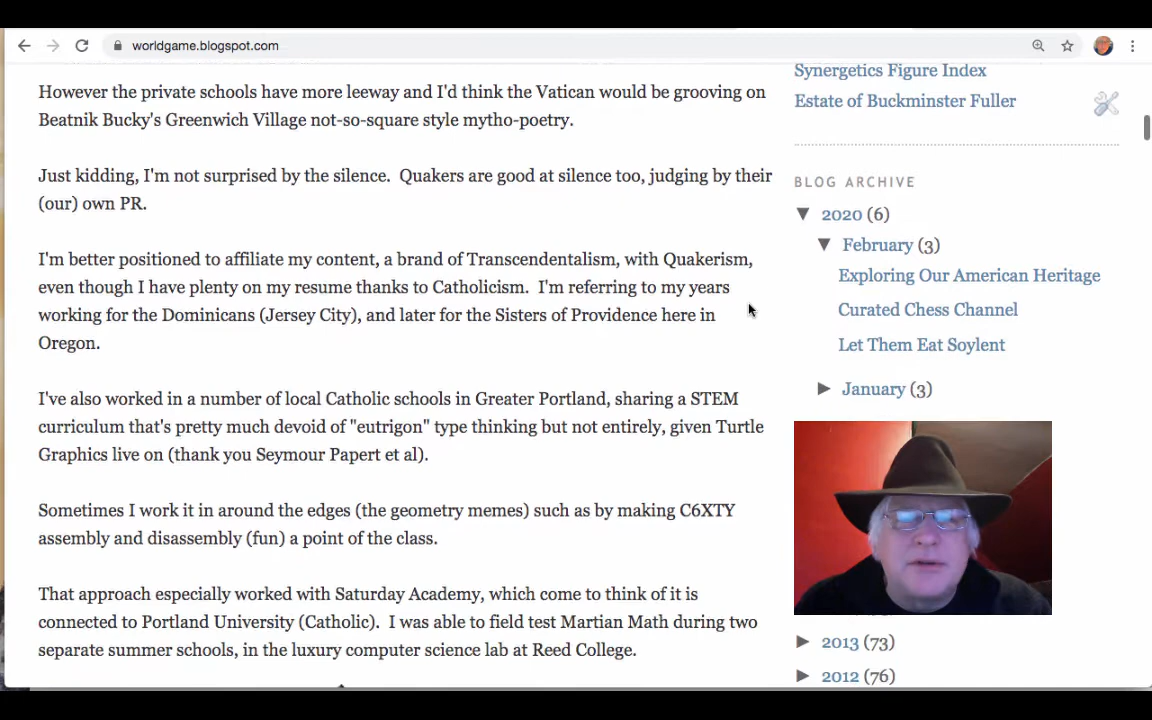 worldgame.blogspot.com
However the private schools have more leeway and I'd think the Vatican would be grooving on
Beatnik Bucky's Greenwich Village not-so-square style mytho-poetry.
Just kidding, I'm not surprised by the silence.  Quakers are good at silence too, judging by their
(our) own PR.
I'm better positioned to affiliate my content, a brand of Transcendentalism, with Quakerism,
even though I have plenty on my resume thanks to Catholicism.  I'm referring to my years
working for the Dominicans (Jersey City), and later for the Sisters of Providence here in
Oregon.
I've also worked in a number of local Catholic schools in Greater Portland, sharing a STEM
curriculum that's pretty much devoid of "eutrigon" type thinking but not entirely, given Turtle
Graphics live on (thank you Seymour Papert et al).
Sometimes I work it in around the edges (the geometry memes) such as by making C6XTY
assembly and disassembly (fun) a point of the class.
That approach especially worked with Saturday Academy, which come to think of it is
connected to Portland University (Catholic).  I was able to field test Martian Math during two
separate summer schools, in the luxury computer science lab at Reed College.
Synergetics Figure Index
Estate of Buckminster Fuller
BLOG ARCHIVE
▼ 2020 (6)
▼ February (3)
Exploring Our American Heritage
Curated Chess Channel
Let Them Eat Soylent
► January (3)
► 2013 (73)
► 2012 (76)